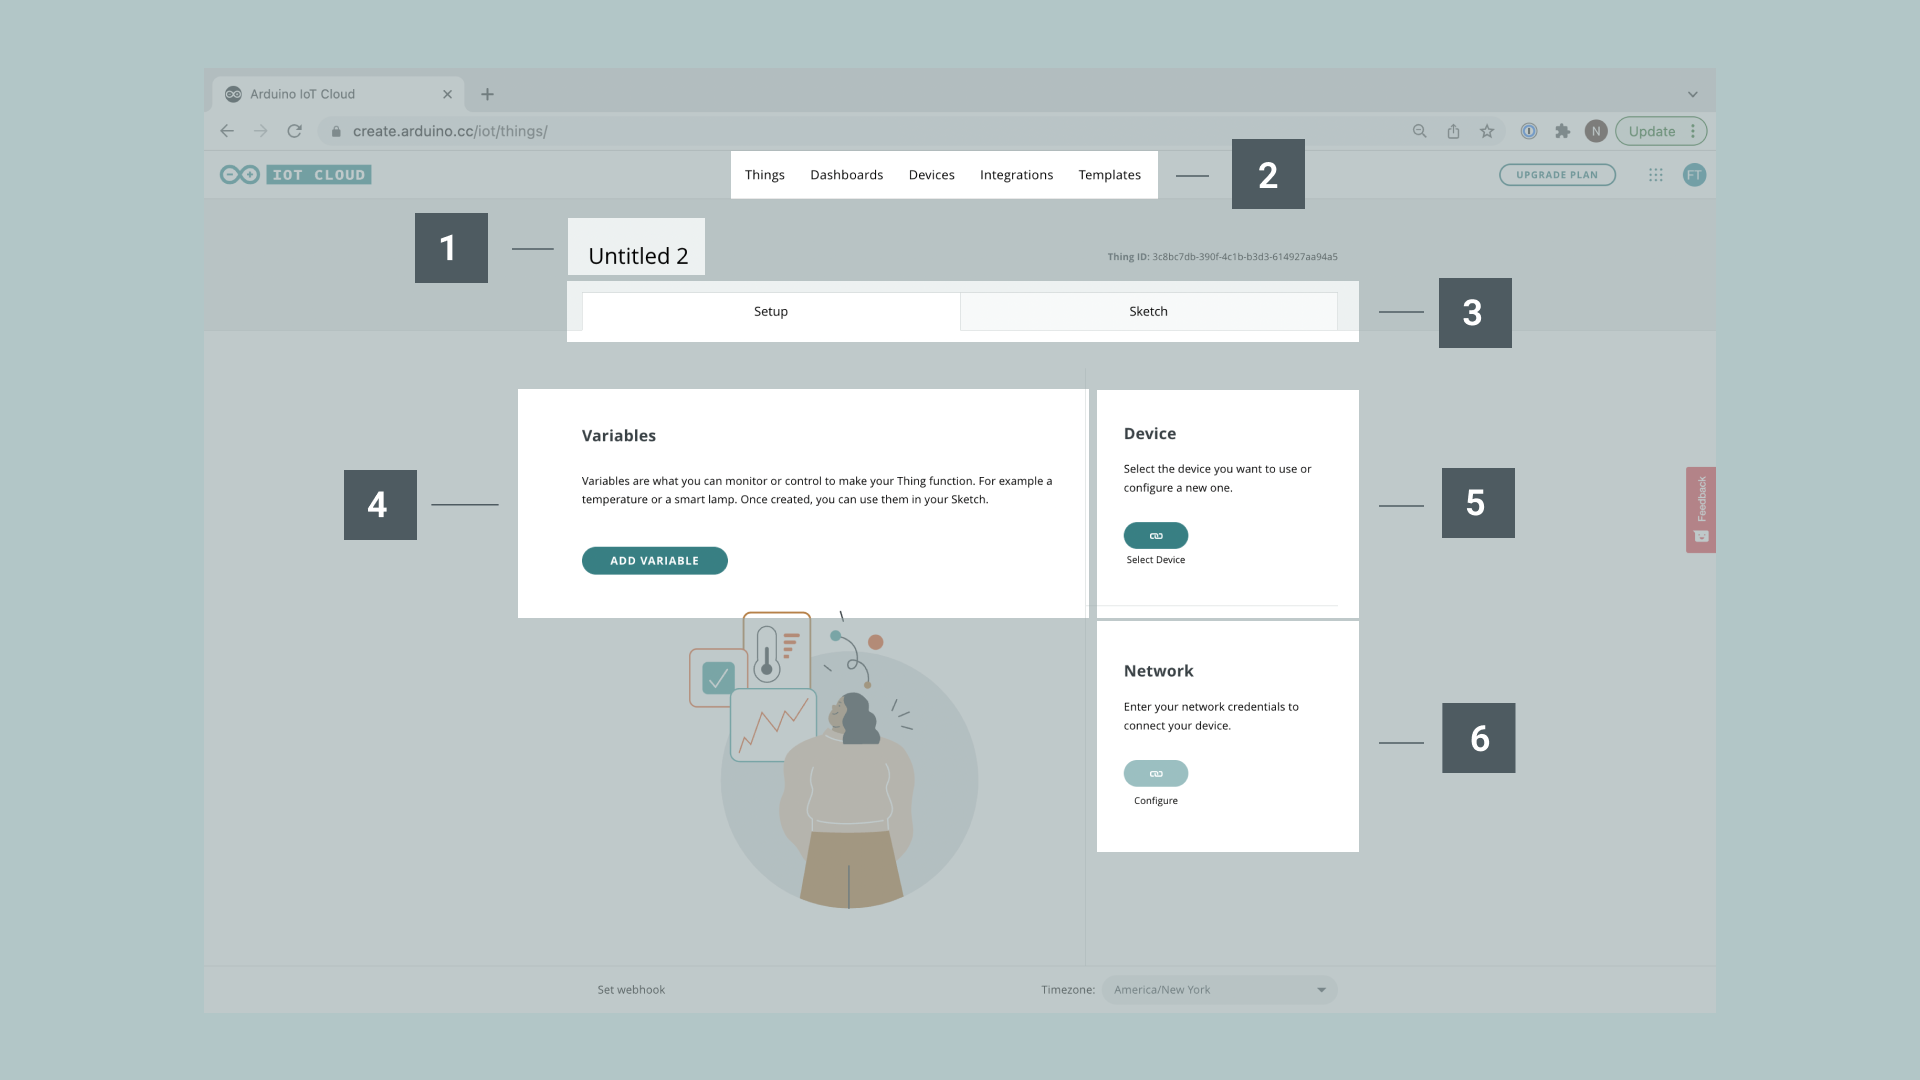 Arduino IoT Cloud
create.arduino.cc/iot/things/
N
Update
IOT CLOUD
Things Dashboards Devices Integrations Templates
2
UPGRADE PLAN
FT
1
Untitled 2
Thing ID: 3c8bc7db-390f-4c1b-b3d3-614927aa94a5
Setup
Sketch
3
Variables
Variables are what you can monitor or control to make your Thing function. For example a
temperature or a smart lamp. Once created, you can use them in your Sketch.
ADD VARIABLE
4
Device
Select the device you want to use or
configure a new one.
Select Device
5
Feedback
Network
Enter your network credentials to
connect your device.
Configure
6
Set webhook
Timezone: America/New York